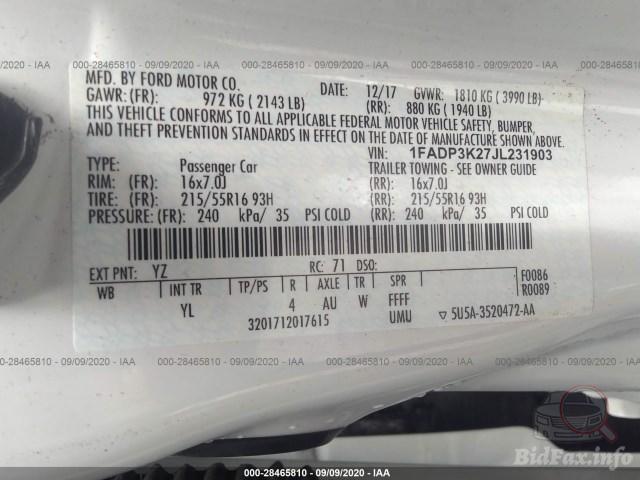 000-28465810 - 09/09/2020 - IAA
MFD. BY FORD MOTOR CO. DATE: 12/17 GVWR: 1810 KG ( 3990 LB)
GAWR: (FR): 972 KG ( 2143 LB) (RR): 880 KG ( 1940 LB)
THIS VEHICLE CONFORMS TO ALL APPLICABLE FEDERAL MOTOR VEHICLE SAFETY, BUMPER,
AND THEFT PREVENTION STANDARDS IN EFFECT ON THE DATE OF MANUFACTURE SHOWN ABOVE.
VIN: 1FADP3K27JL231903
TYPE: Passenger Car TRAILER TOWING - SEE OWNER GUIDE
RIM: (FR): 16x7.0J (RR): 16x7.0J
TIRE: (FR): 215/55R16 93H (RR): 215/55R16 93H
PRESSURE: (FR): 240 kPa/ 35 PSI COLD (RR): 240 kPa/ 35 PSI COLD
EXT PNT: YZ RC: 71 DSO: F0086
WB INT TR TP/PS R AXLE TR SPR R0089
YL 4 AU W FFFF
3201712017615 UMU ▽ 5U5A-3520472-AA
000-28465810 - 09/09/2020 - IAA
BidFax.info
000-28465810 - 09/09/2020 - IAA